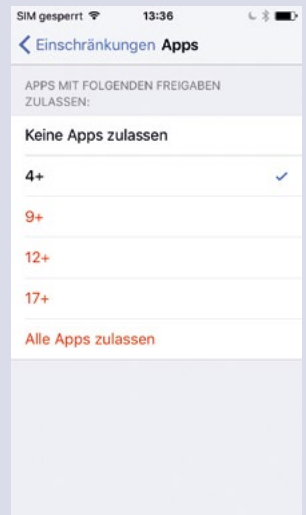 SIM gesperrt 13:36
Einschränkungen Apps
APPS MIT FOLGENDEN FREIGABEN
ZULASSEN:
Keine Apps zulassen
4+
9+
12+
17+
Alle Apps zulassen